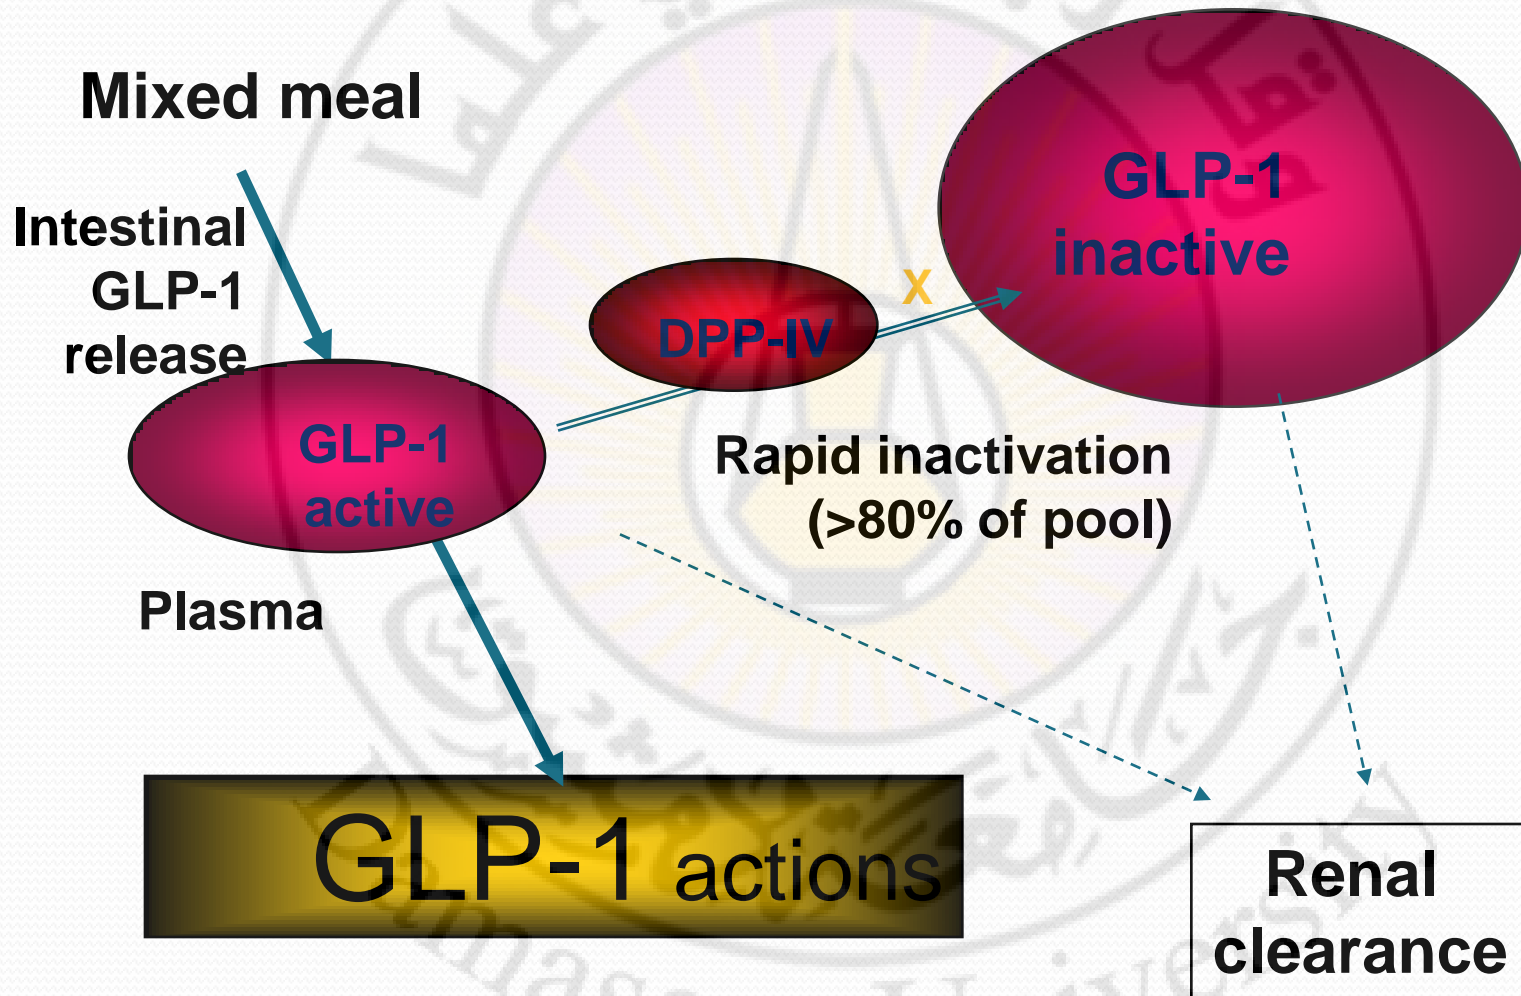 Mixed meal
Intestinal
GLP-1
release
GLP-1
active
DPP-IV
X
GLP-1
inactive
Rapid inactivation
(>80% of pool)
Plasma
GLP-1 actions
Renal
clearance